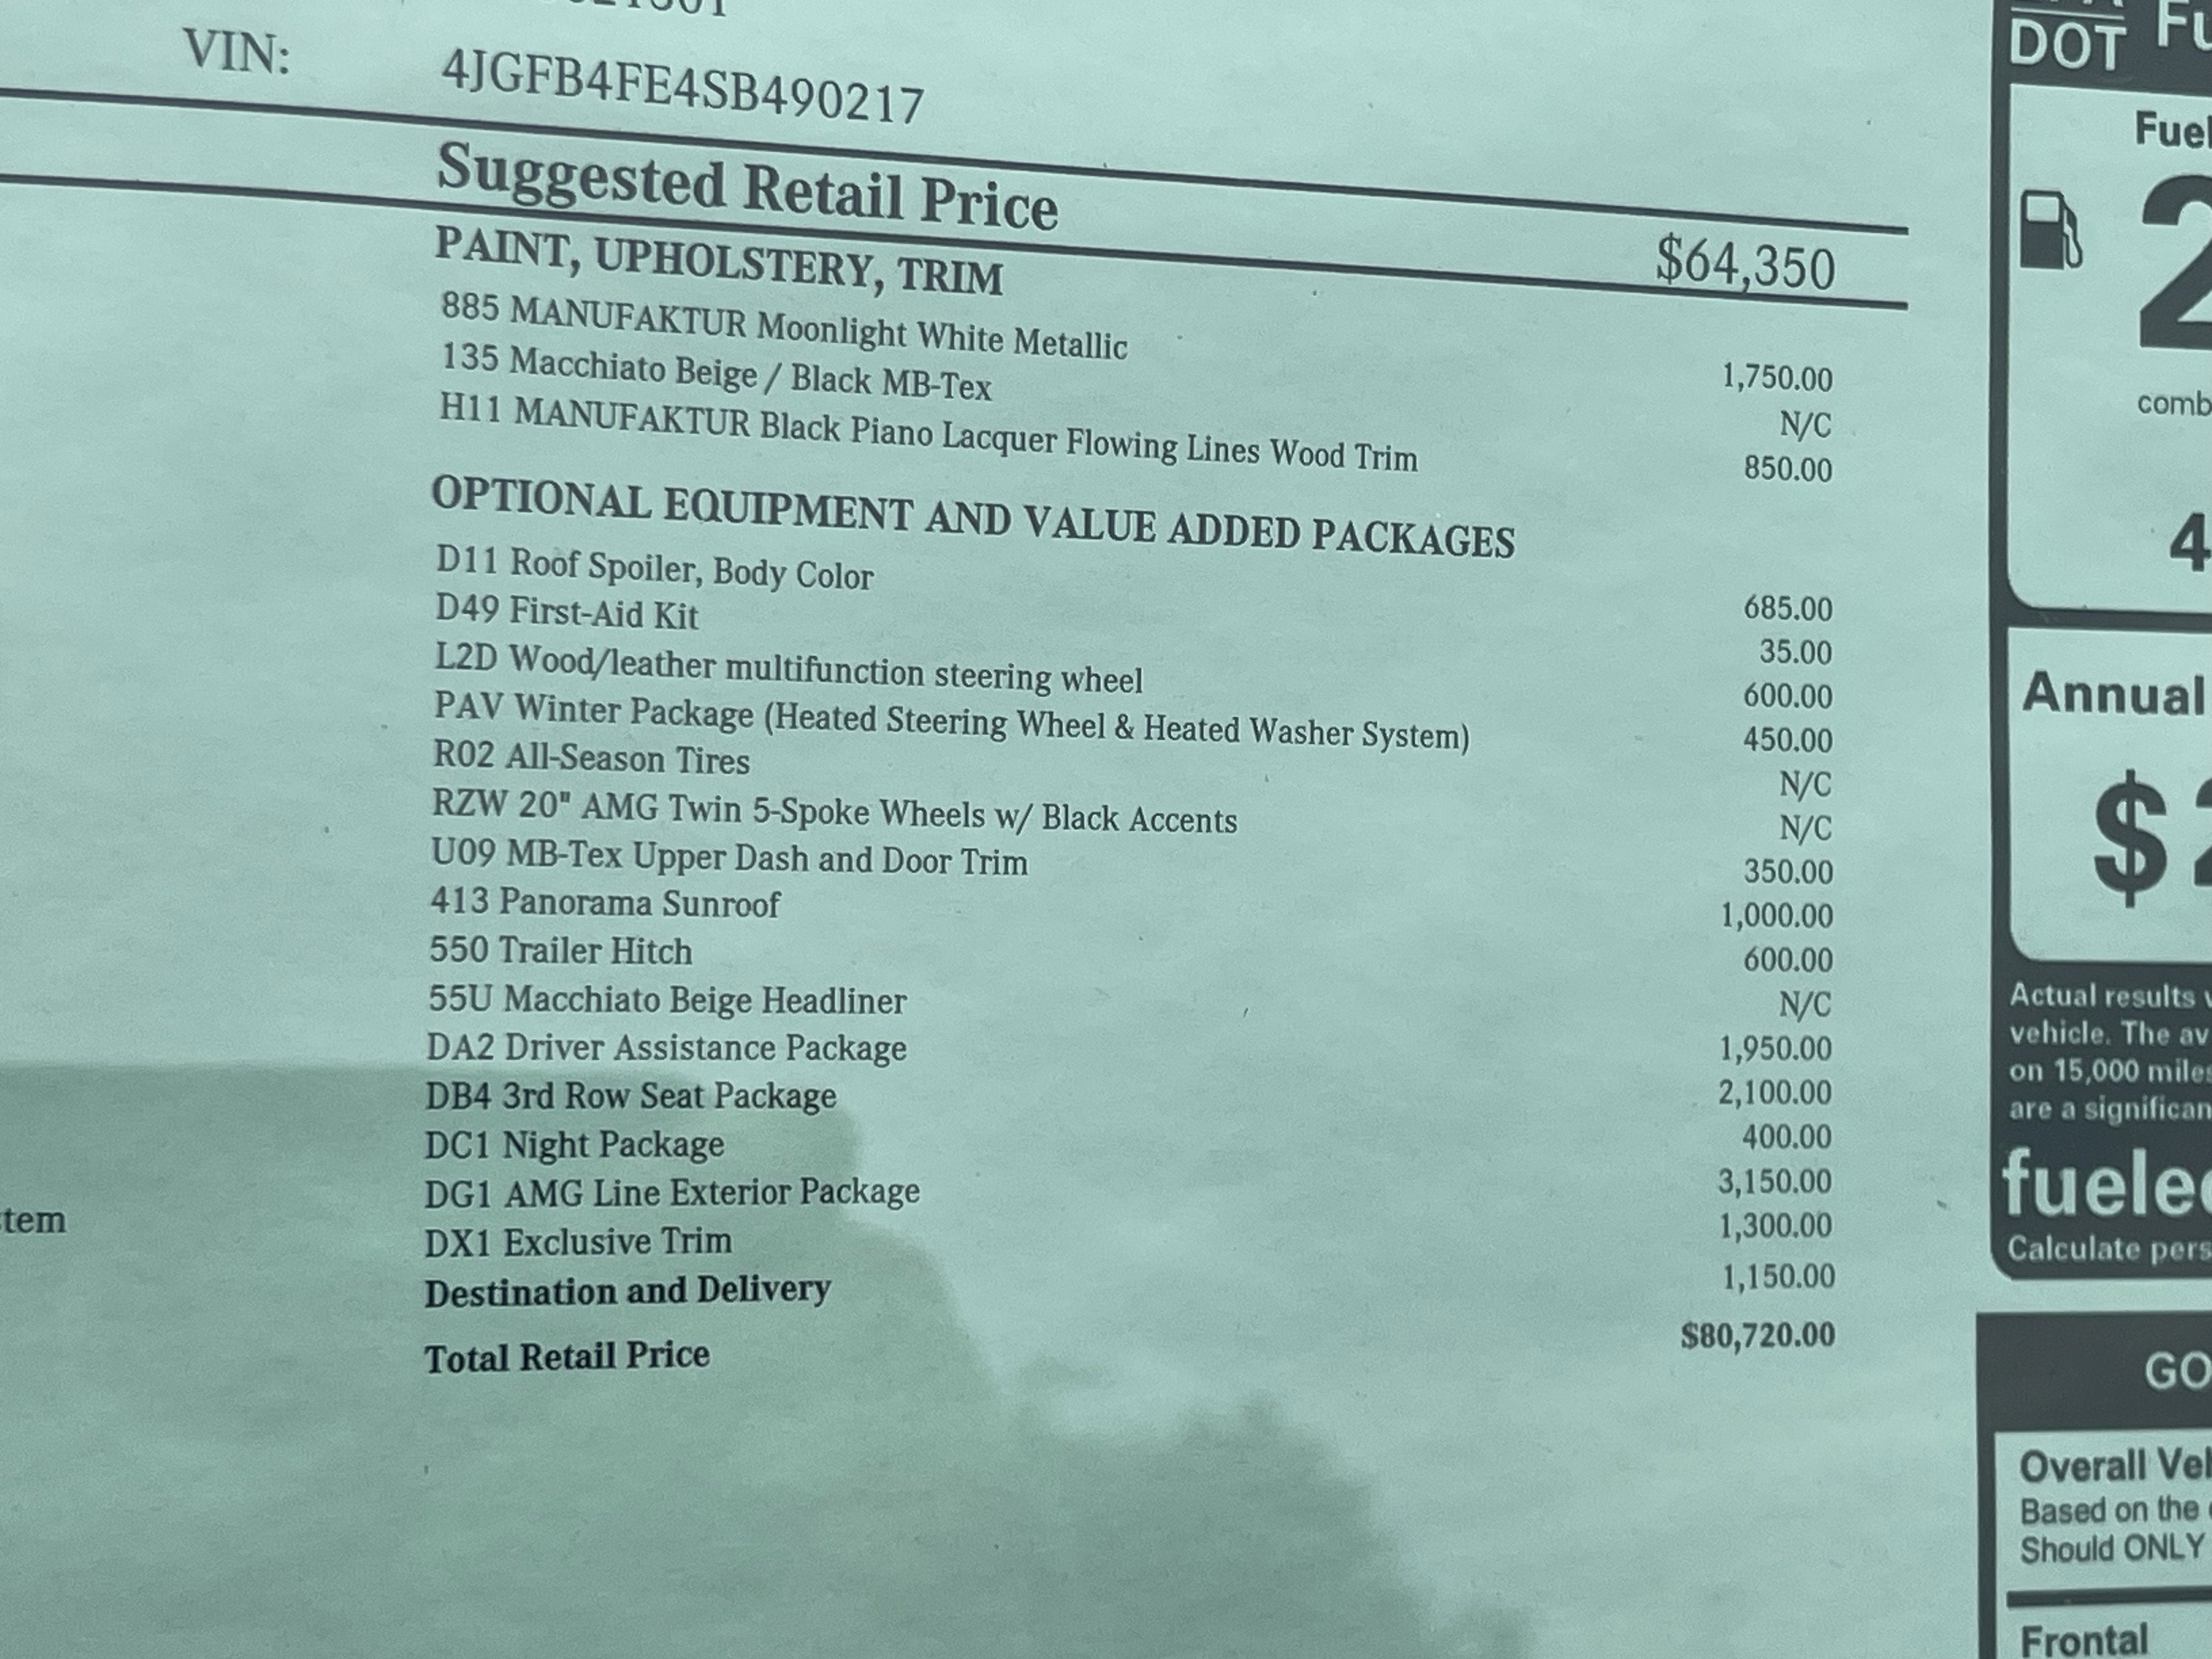 VIN: 4JGFB4FE4SB490217
Suggested Retail Price $64,350
PAINT, UPHOLSTERY, TRIM
885 MANUFAKTUR Moonlight White Metallic 1,750.00
135 Macchiato Beige / Black MB-Tex N/C
H11 MANUFAKTUR Black Piano Lacquer Flowing Lines Wood Trim 850.00
OPTIONAL EQUIPMENT AND VALUE ADDED PACKAGES
D11 Roof Spoiler, Body Color 685.00
D49 First-Aid Kit 35.00
L2D Wood/leather multifunction steering wheel 600.00
PAV Winter Package (Heated Steering Wheel & Heated Washer System) 450.00
R02 All-Season Tires N/C
RZW 20" AMG Twin 5-Spoke Wheels w/ Black Accents N/C
U09 MB-Tex Upper Dash and Door Trim 350.00
413 Panorama Sunroof 1,000.00
550 Trailer Hitch 600.00
55U Macchiato Beige Headliner N/C
DA2 Driver Assistance Package 1,950.00
DB4 3rd Row Seat Package 2,100.00
DC1 Night Package 400.00
DG1 AMG Line Exterior Package 3,150.00
DX1 Exclusive Trim 1,300.00
Destination and Delivery 1,150.00
Total Retail Price $80,720.00
tem
DOT Fu
Fuel
2
comb
4
Annual
$2
Actual results
vehicle. The av
on 15,000 miles
are a significan
fuelec
Calculate pers
GO
Overall Veh
Based on the
Should ONLY
Frontal